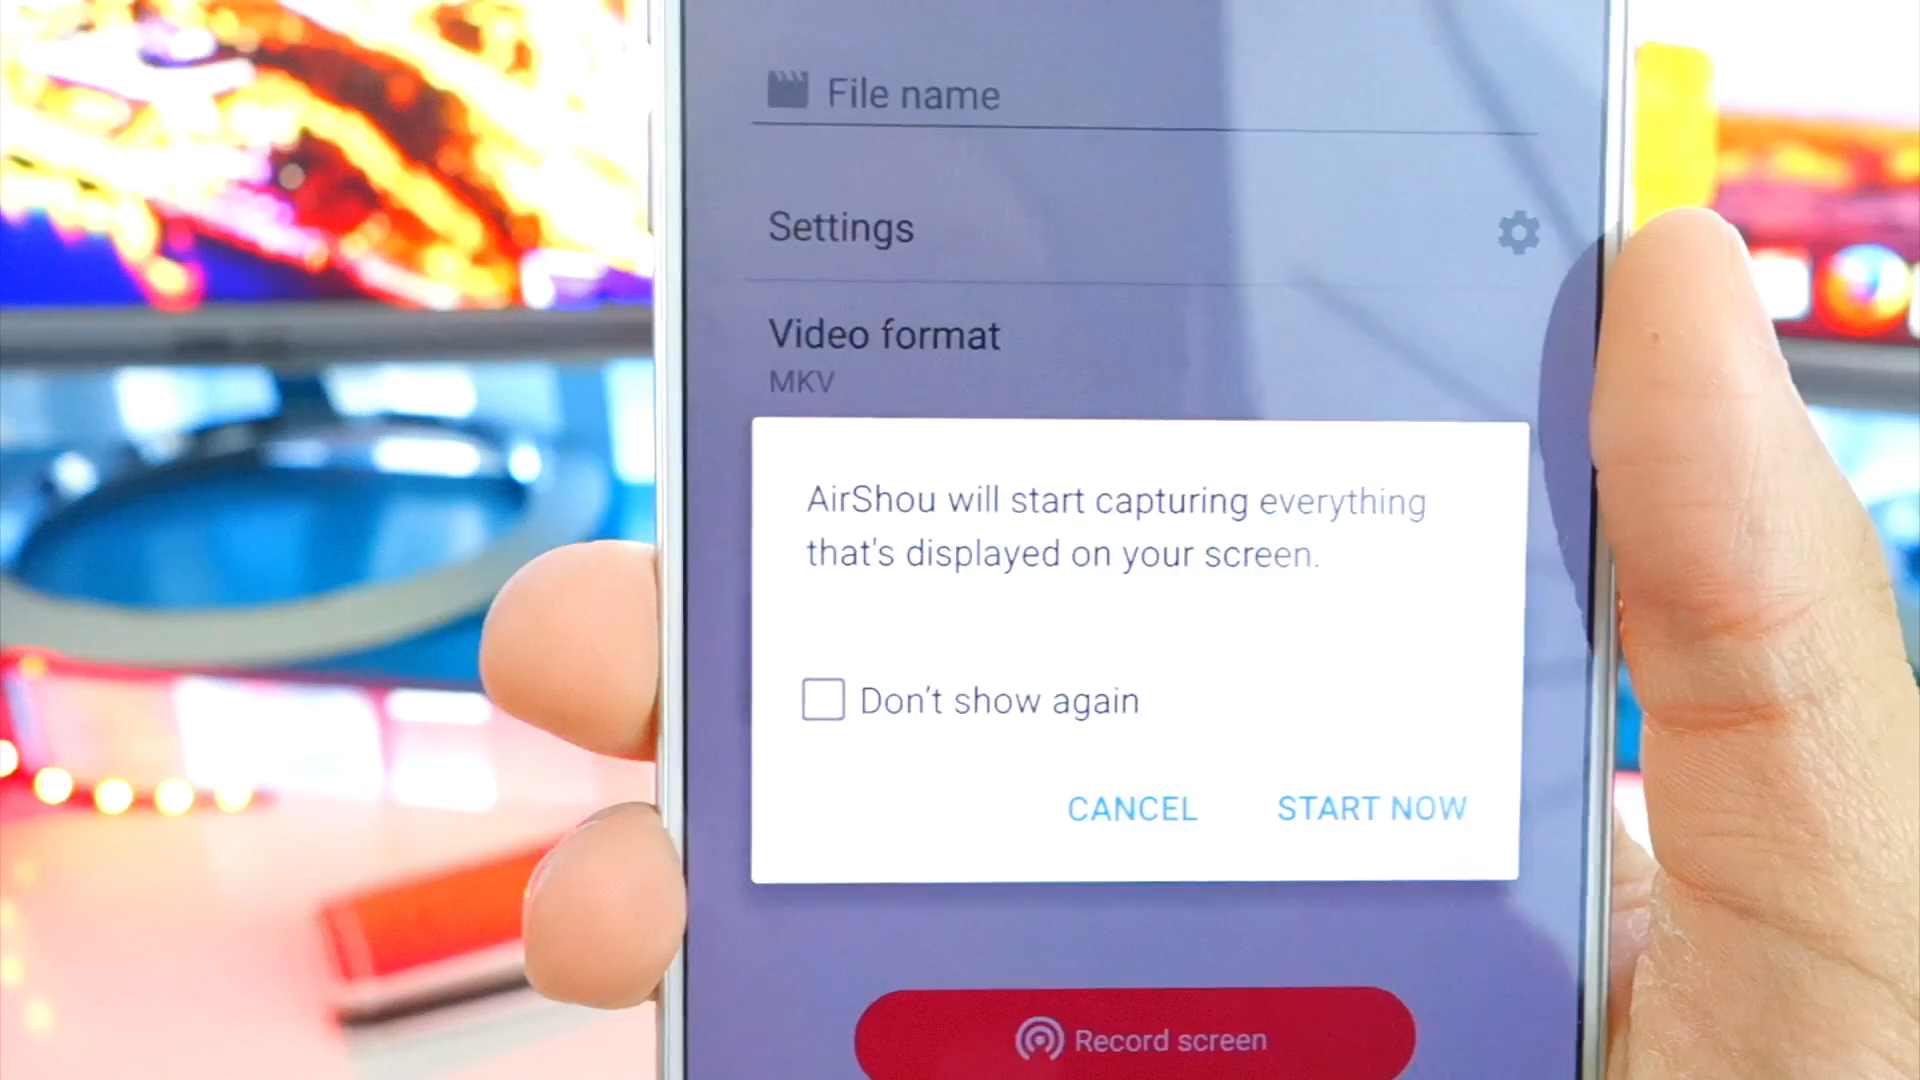 File name
Settings
Video format
MKV
AirShou will start capturing everything
that's displayed on your screen.
Don't show again
CANCEL START NOW
Record screen